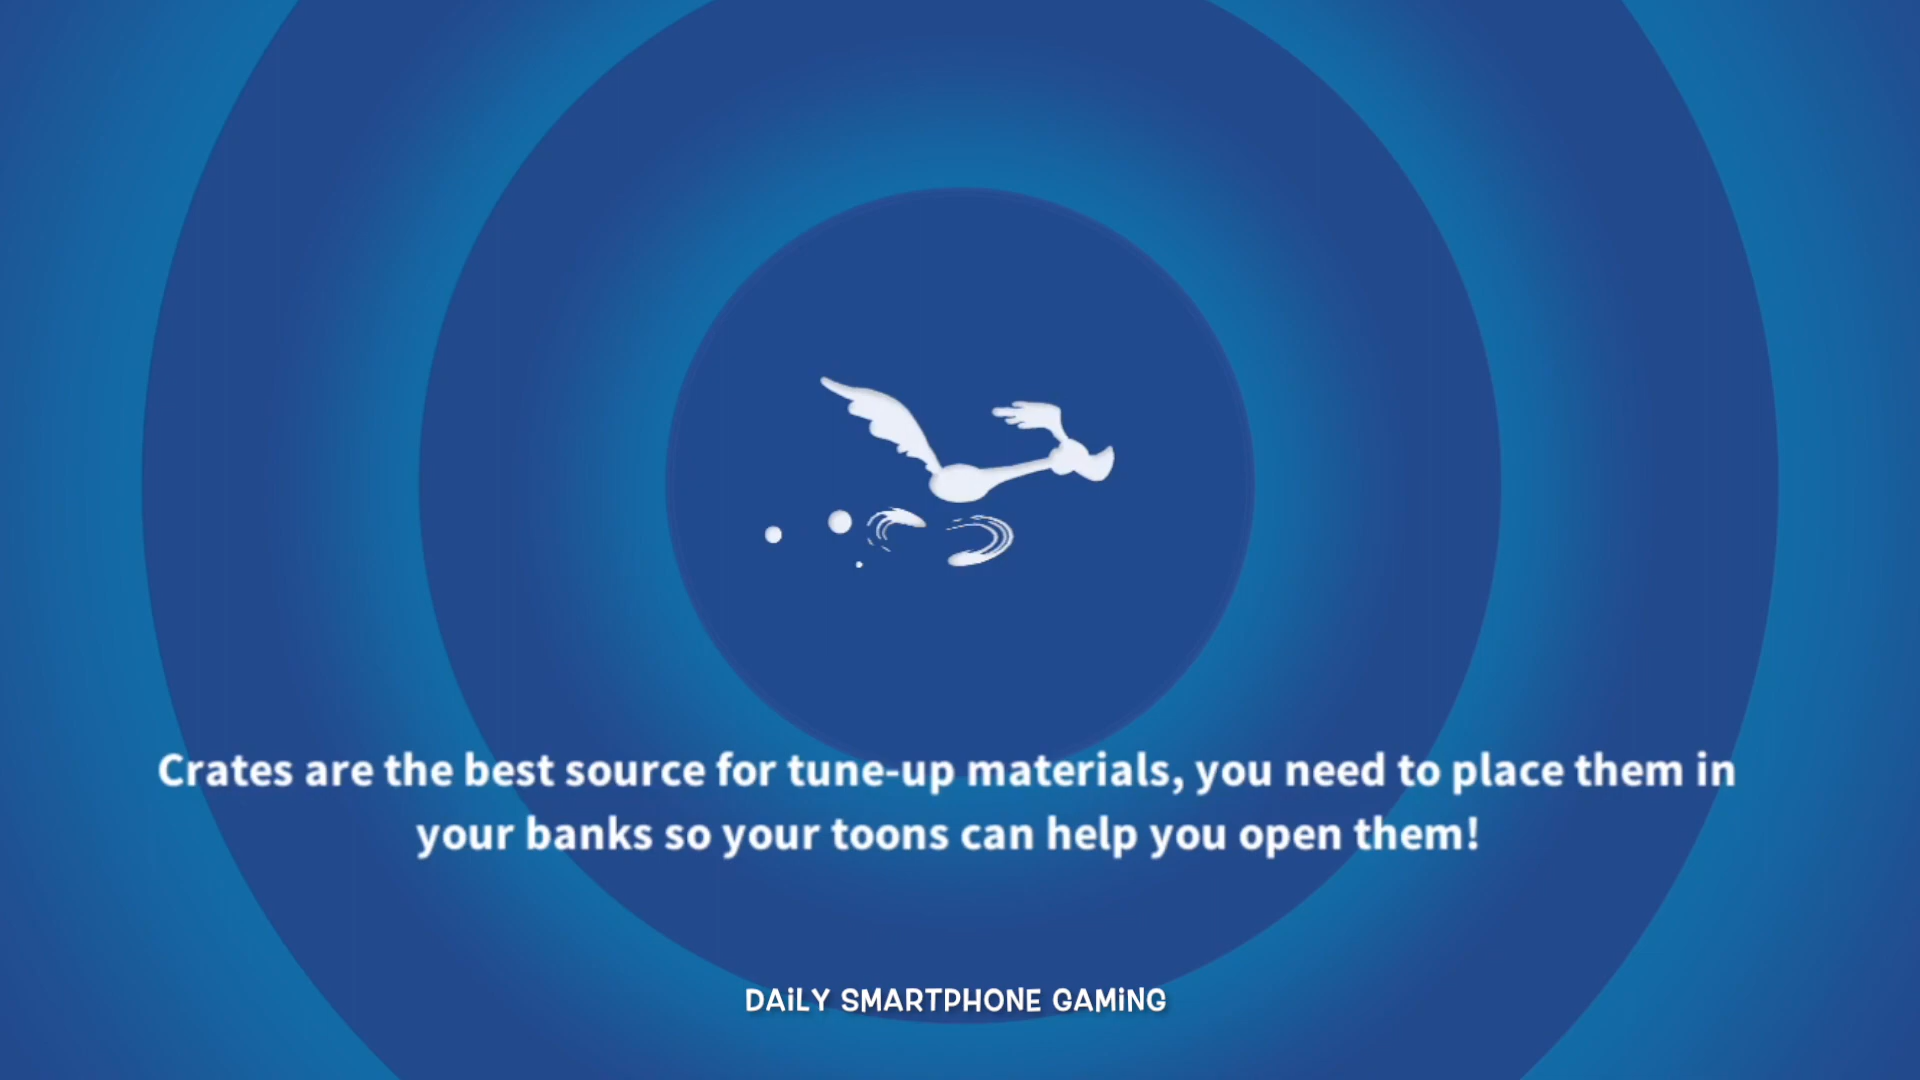 Crates are the best source for tune-up materials, you need to place them in
your banks so your toons can help you open them!
DAiLY SMARTPHONE GAMiNG